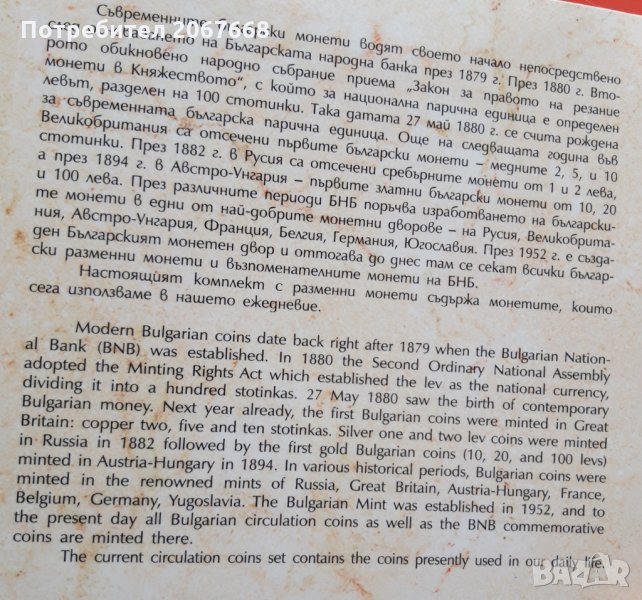 Потребител 2067668
Съвременните български монети водят своето начало непосредствено
след създаването на Българската народна банка през 1879 г. През 1880 г. Вто-
рото обикновено народно събрание приема „Закон за правото на резание
монети в Княжеството“, с който за национална парична единица е определен
левът, разделен на 100 стотинки. Така датата 27 май 1880 г. се счита рождена
за съвременната българска парична единица. Още на следващата година във
Великобритания са отсечени първите български монети – медните 2, 5, и 10
стотинки. През 1882 г. в Русия са отсечени сребърните монети от 1 и 2 лева,
а през 1894 г. в Австро-Унгария – първите златни български монети от 10, 20
и 100 лева. През различните периоди БНБ поръчва изработването на български-
те монети в едни от най-добрите монетни дворове – на Русия, Великобрита-
ния, Австро-Унгария, Франция, Белгия, Германия, Югославия. През 1952 г. е създа-
ден Българският монетен двор и оттогава до днес там се секат всички българ-
ски разменни монети и възпоменателните монети на БНБ.
Настоящият комплект с разменни монети съдържа монетите, които
сега използваме в нашето ежедневие.
Modern Bulgarian coins date back right after 1879 when the Bulgarian Nation-
al Bank (BNB) was established. In 1880 the Second Ordinary National Assembly
adopted the Minting Rights Act which established the lev as the national currency,
dividing it into a hundred stotinkas. 27 May 1880 saw the birth of contemporary
Bulgarian money. Next year already, the first Bulgarian coins were minted in Great
Britain: copper two, five and ten stotinkas. Silver one and two lev coins were minted
in Russia in 1882 followed by the first gold Bulgarian coins (10, 20, and 100 levs)
minted in Austria-Hungary in 1894. In various historical periods, Bulgarian coins were
minted in the renowned mints of Russia, Great Britain, Austria-Hungary, France,
Belgium, Germany, Yugoslavia. The Bulgarian Mint was established in 1952, and to
the present day all Bulgarian circulation coins as well as the BNB commemorative
coins are minted there.
The current circulation coins set contains the coins presently used in our daily life.
bazar.bg